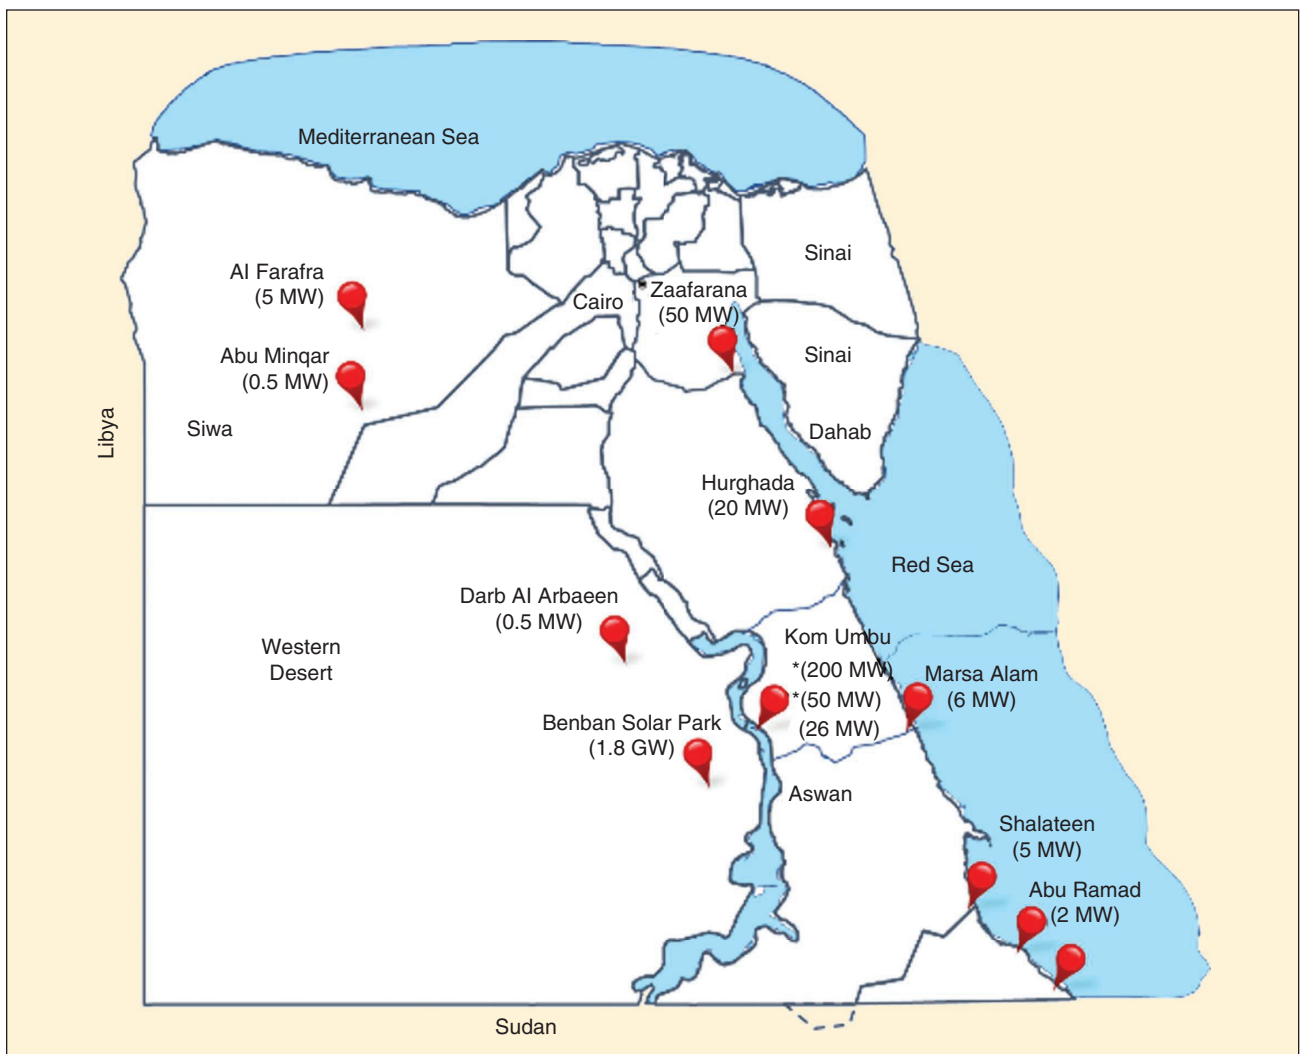 Mediterranean Sea
Al Farafra
(5 MW)
Cairo
Zaafarana
(50 MW)
Sinai
Abu Minqar
(0.5 MW)
Sinai
Siwa
Libya
Dahab
Hurghada
(20 MW)
Red Sea
Darb Al Arbaeen
(0.5 MW)
Western
Desert
Kom Umbu
*(200 MW)
*(50 MW)
(26 MW)
Marsa Alam
(6 MW)
Benban Solar Park
(1.8 GW)
Aswan
Shalateen
(5 MW)
Abu Ramad
(2 MW)
Sudan